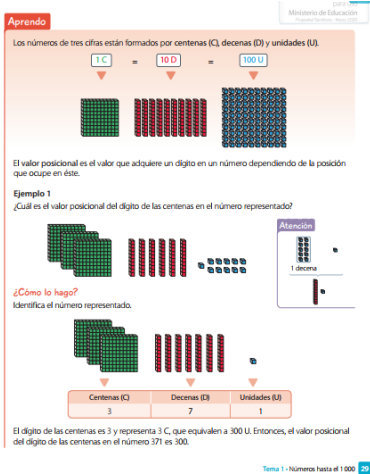 Ministerio de Educación
Aprendo
Los números de tres cifras están formados por centenas (C), decenas (D) y unidades (U).
1 C = 10 D = 100 U
El valor posicional es el valor que adquiere un dígito en un número dependiendo de la posición
que ocupe en éste.
Ejemplo 1
¿Cuál es el valor posicional del dígito de las centenas en el número representado?
Atención
1 decena
¿Cómo lo hago?
Identifica el número representado.
Centenas (C) Decenas (D) Unidades (U)
3 7 1
El dígito de las centenas es 3 y representa 3 C, que equivalen a 300 U. Entonces, el valor posicional
del dígito de las centenas en el número 371 es 300.
Tema 1 • Números hasta el 1 000 29